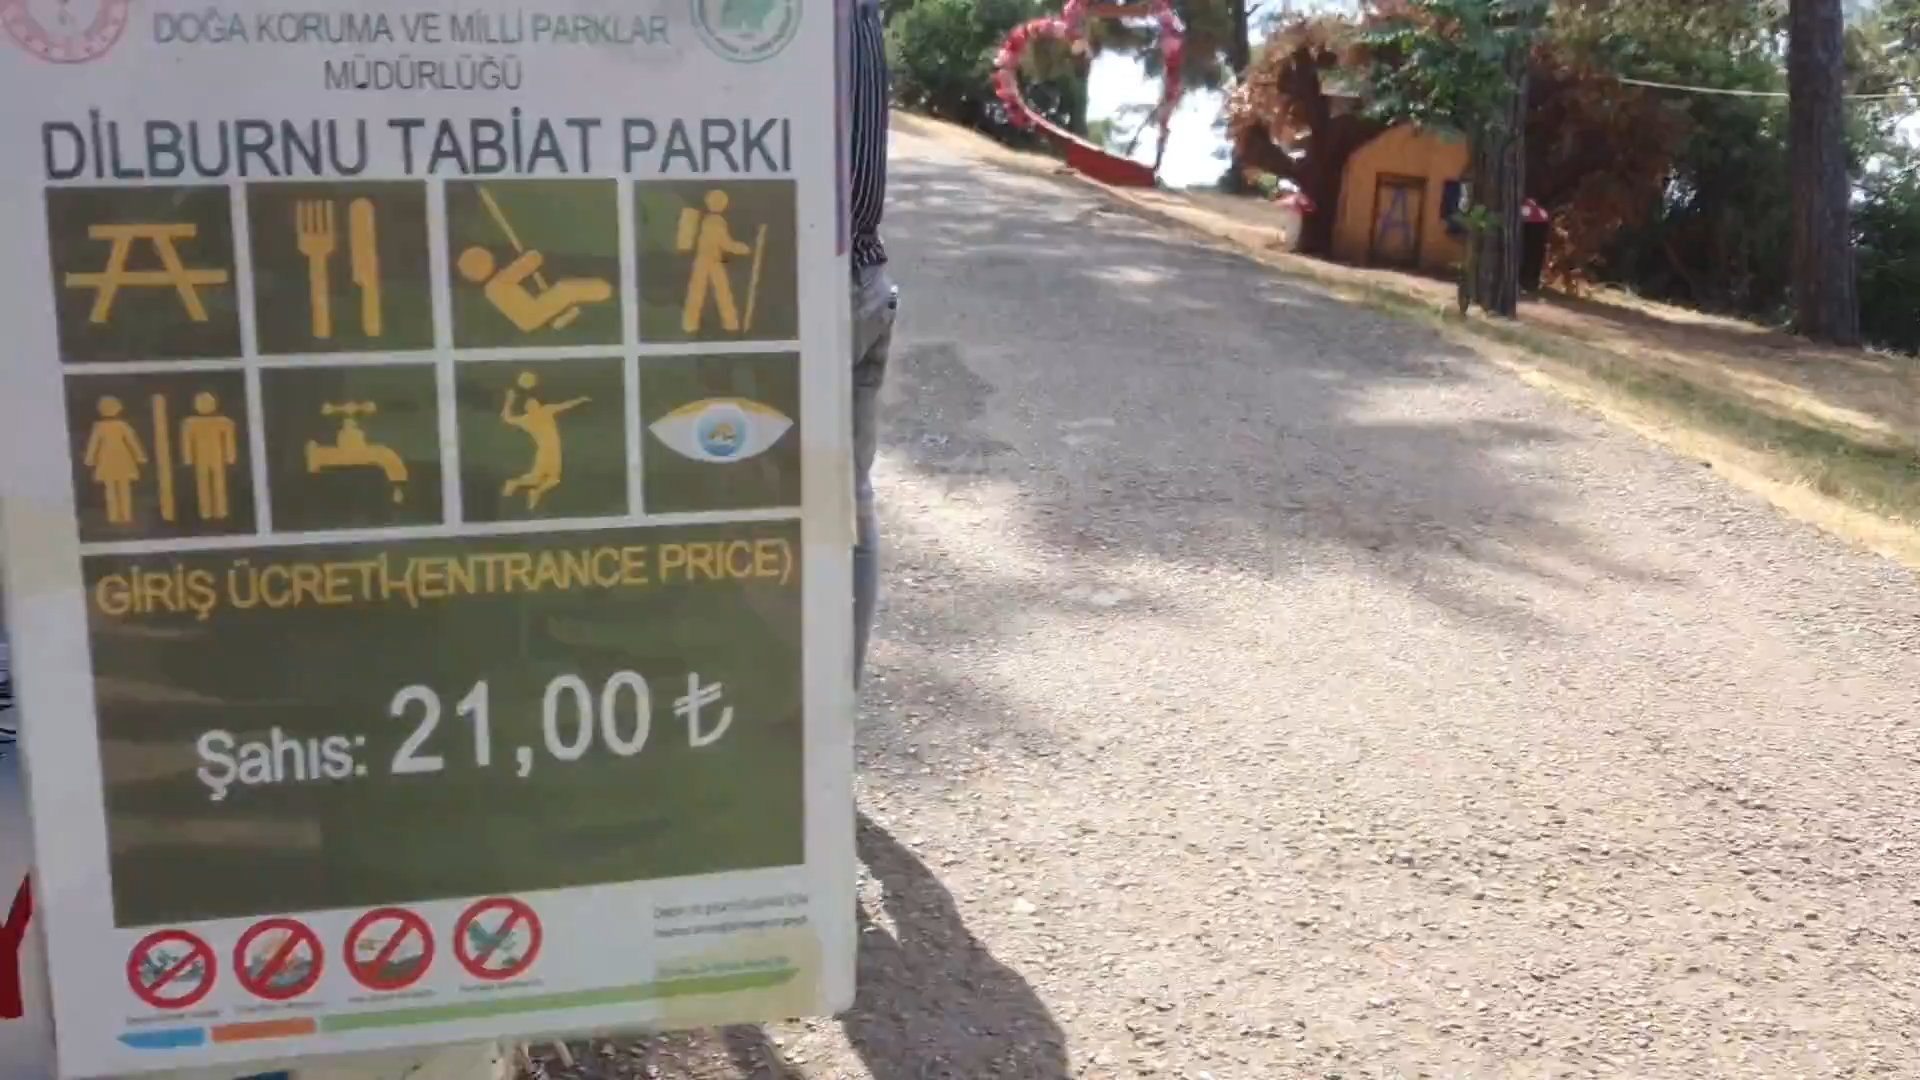 DOĞA KORUMA VE MİLLİ PARKLAR
MÜDÜRLÜĞÜ
DİLBURNU TABİAT PARKI
GİRİŞ ÜCRETİ-(ENTRANCE PRICE)
Şahıs: 21,00 ₺